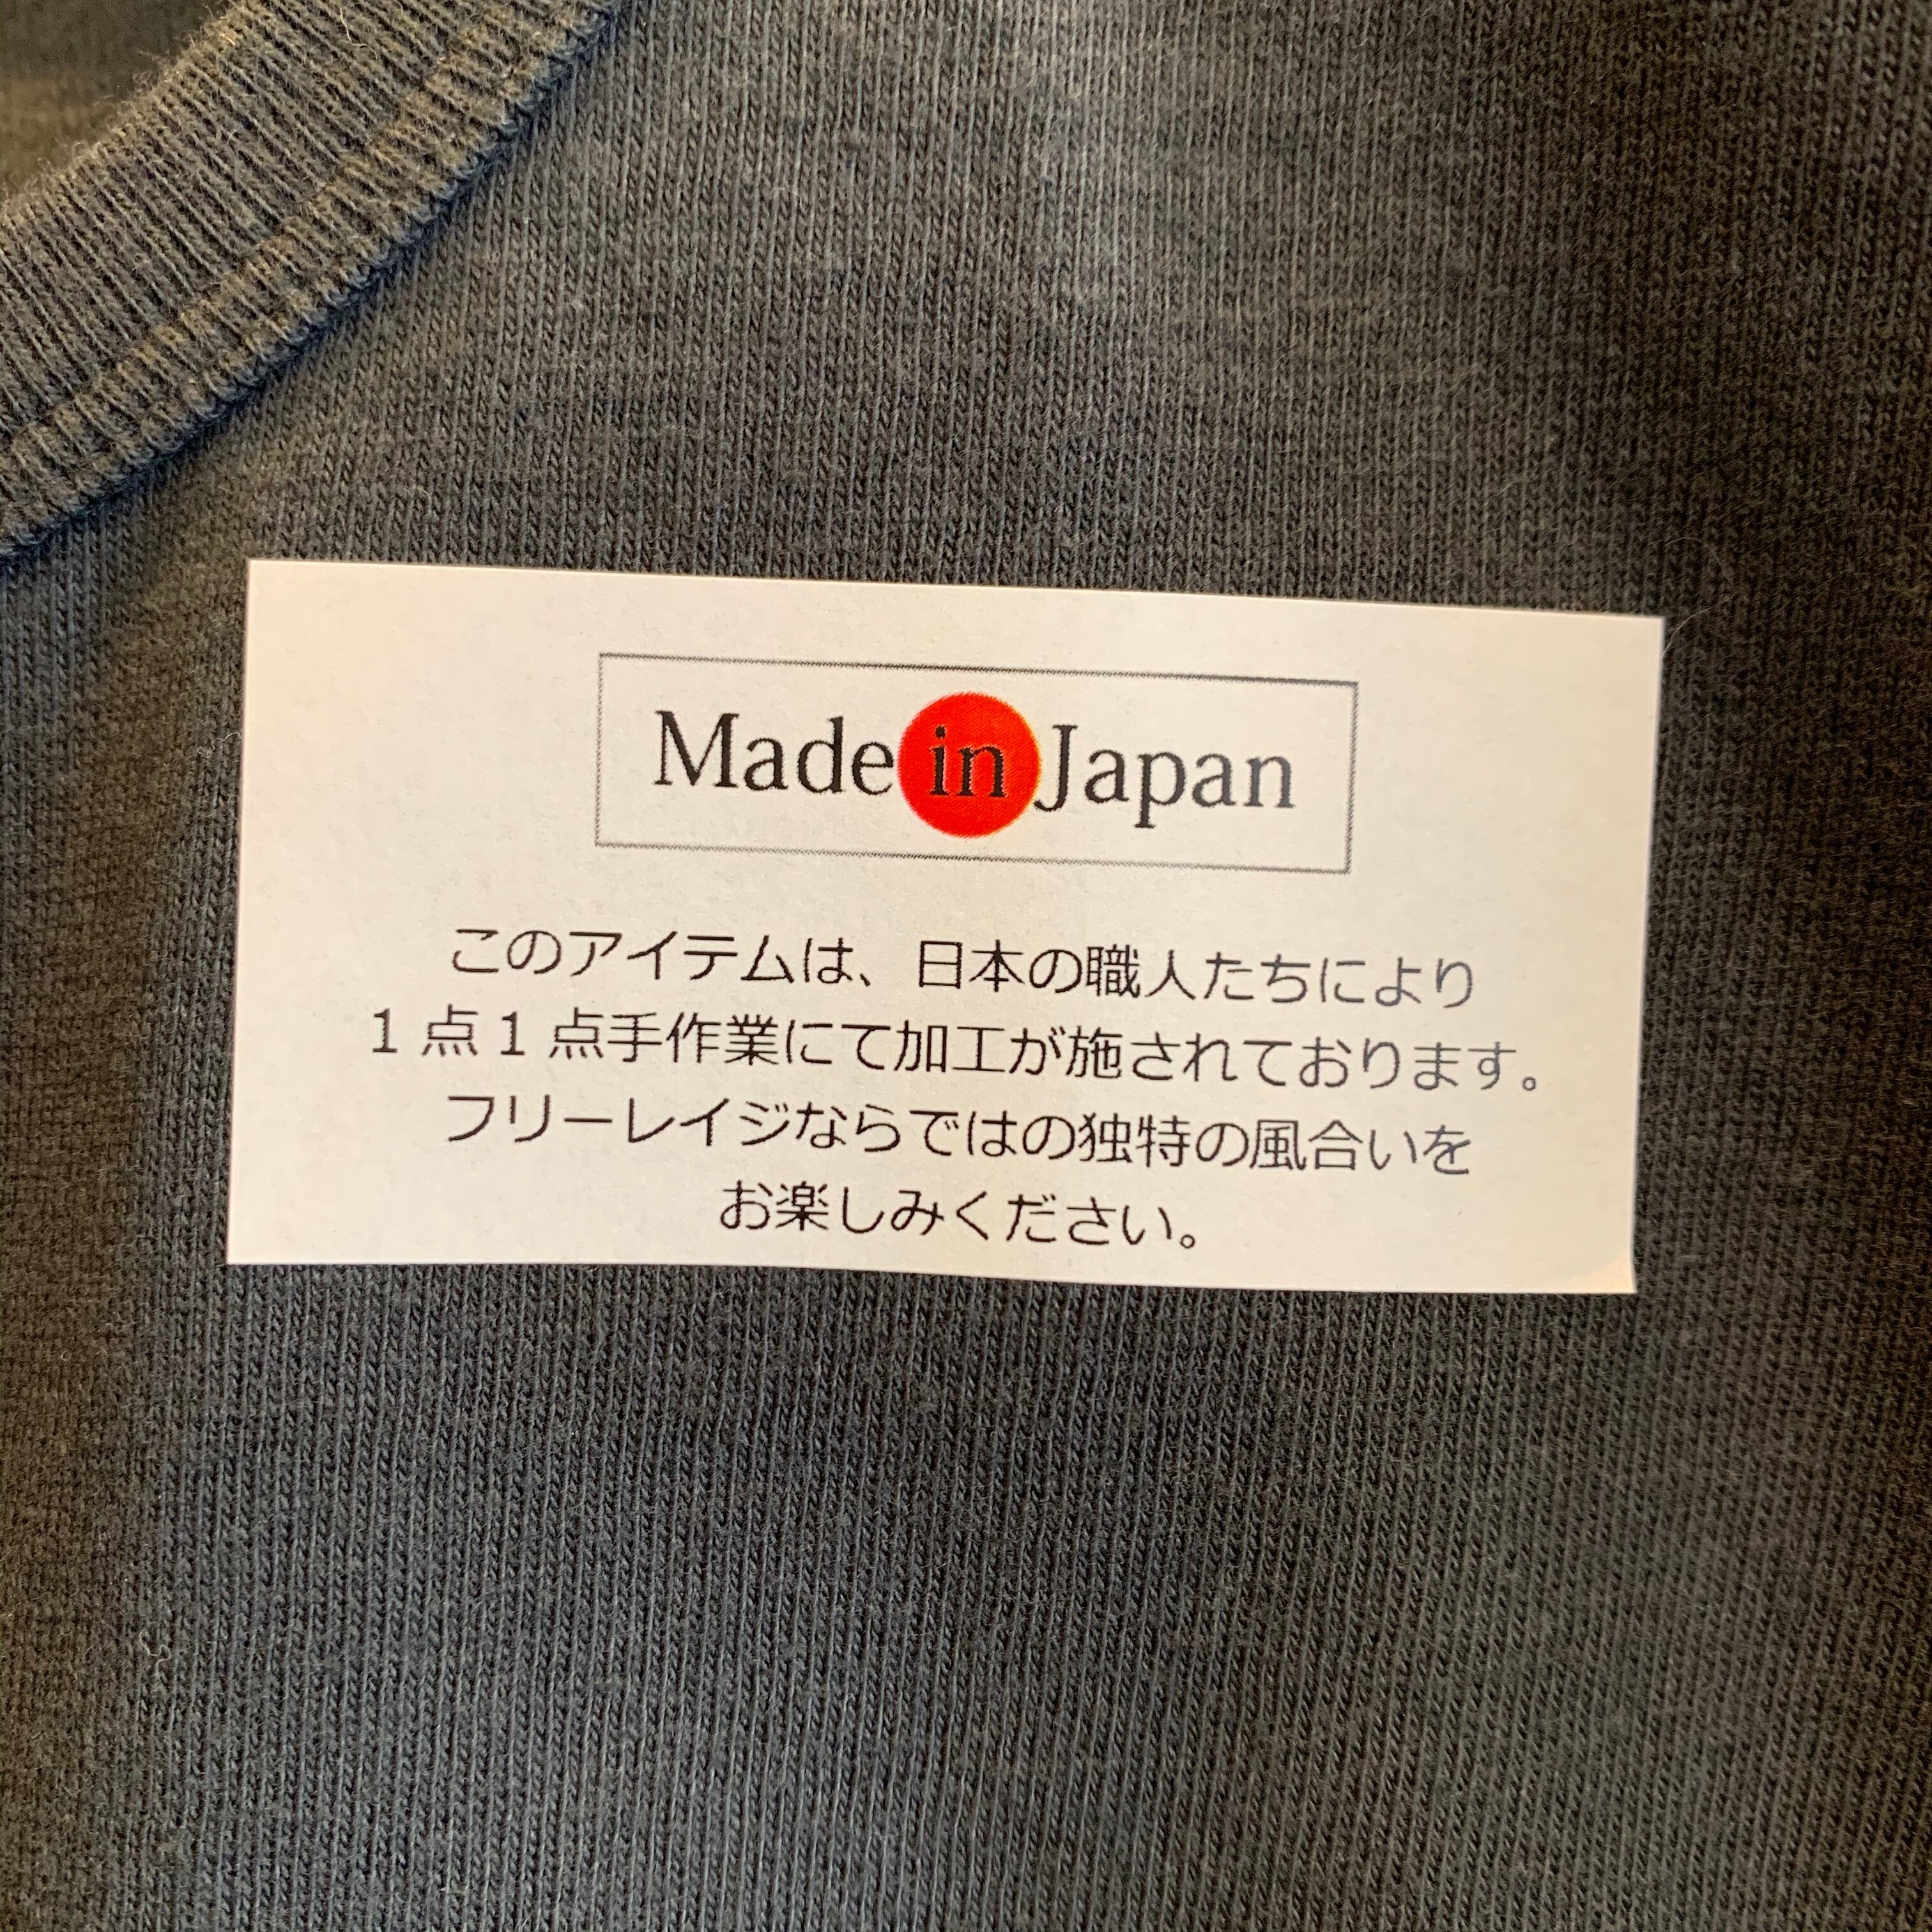 Made in Japan
このアイテムは、日本の職人たちにより
1点1点手作業にて加工が施されております。
フリーレイジならではの独特の風合いを
お楽しみください。